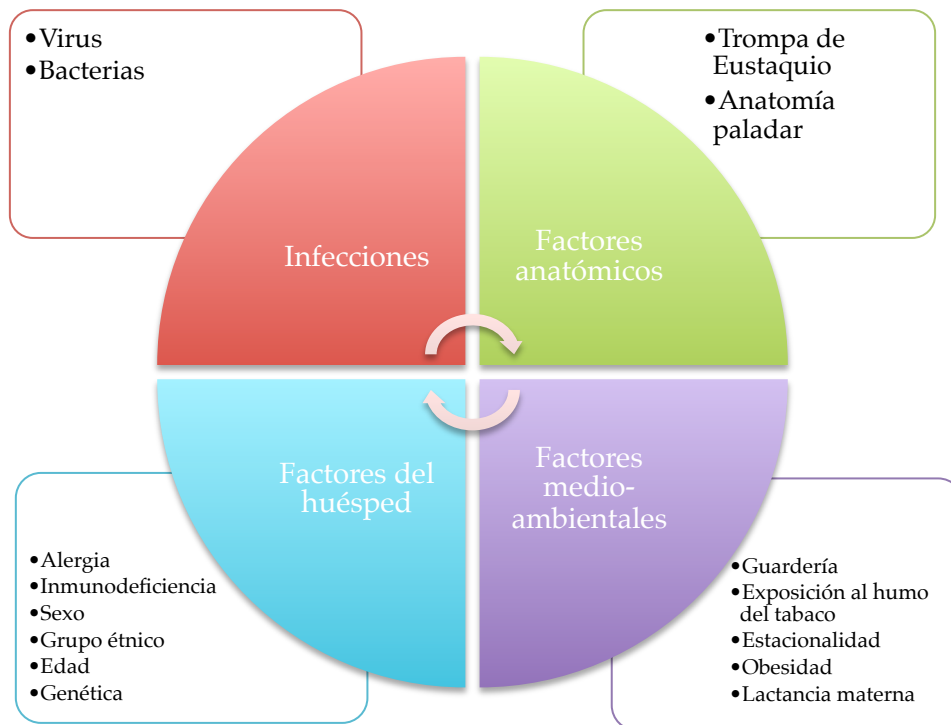 •Virus
•Bacterias
•Trompa de
Eustaquio
•Anatomía
paladar
Infecciones
Factores
anatómicos
Factores del
huésped
Factores
medio-
ambientales
•Alergia
•Inmunodeficiencia
•Sexo
•Grupo étnico
•Edad
•Genética
•Guardería
•Exposición al humo
del tabaco
•Estacionalidad
•Obesidad
•Lactancia materna